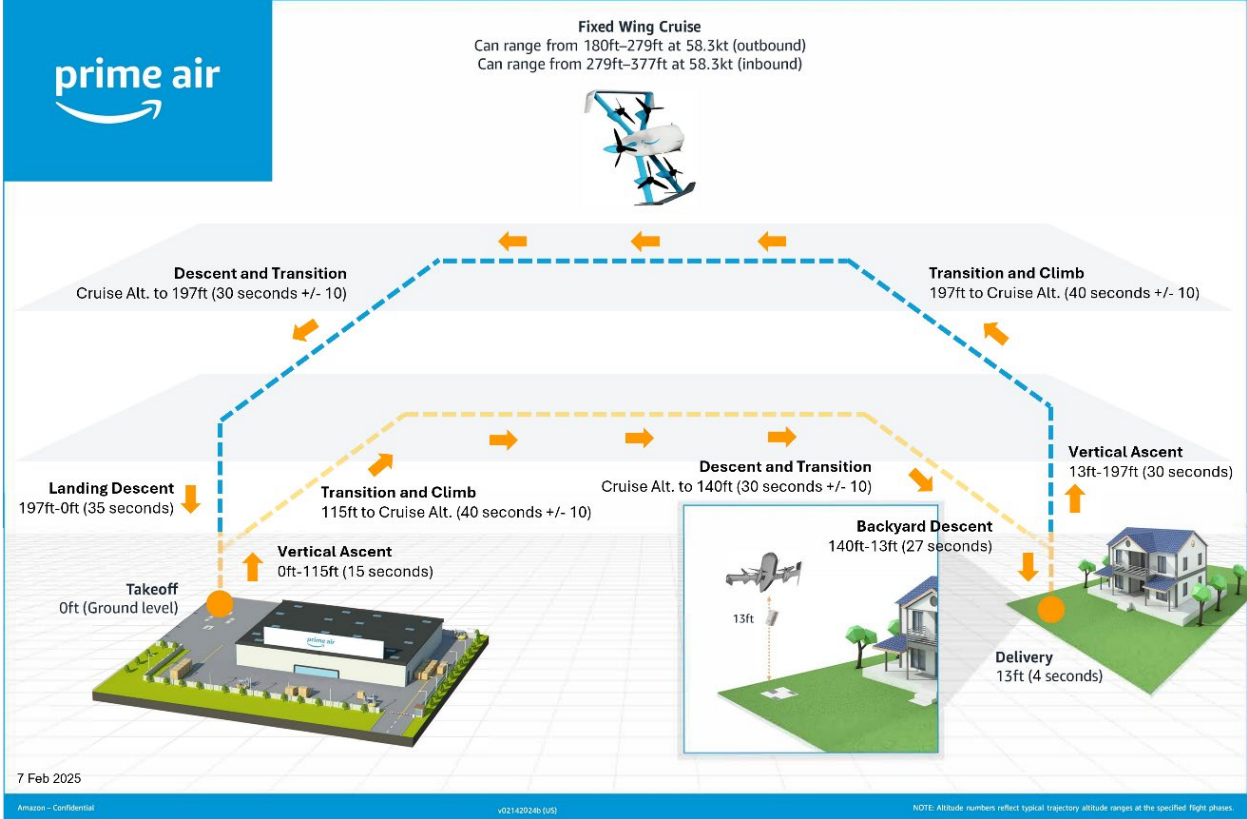 prime air
Fixed Wing Cruise
Can range from 180ft–279ft at 58.3kt (outbound)
Can range from 279ft–377ft at 58.3kt (inbound)
Descent and Transition
Cruise Alt. to 197ft (30 seconds +/- 10)
Transition and Climb
197ft to Cruise Alt. (40 seconds +/- 10)
Landing Descent
197ft-0ft (35 seconds)
Transition and Climb
115ft to Cruise Alt. (40 seconds +/- 10)
Descent and Transition
Cruise Alt. to 140ft (30 seconds +/- 10)
Vertical Ascent
13ft-197ft (30 seconds)
Vertical Ascent
0ft-115ft (15 seconds)
Backyard Descent
140ft-13ft (27 seconds)
Takeoff
0ft (Ground level)
prime air
13ft
Delivery
13ft (4 seconds)
7 Feb 2025
Amazon – Confidential
v02142024b (US)
NOTE: Altitude numbers reflect typical trajectory altitude ranges at the specified flight phases.